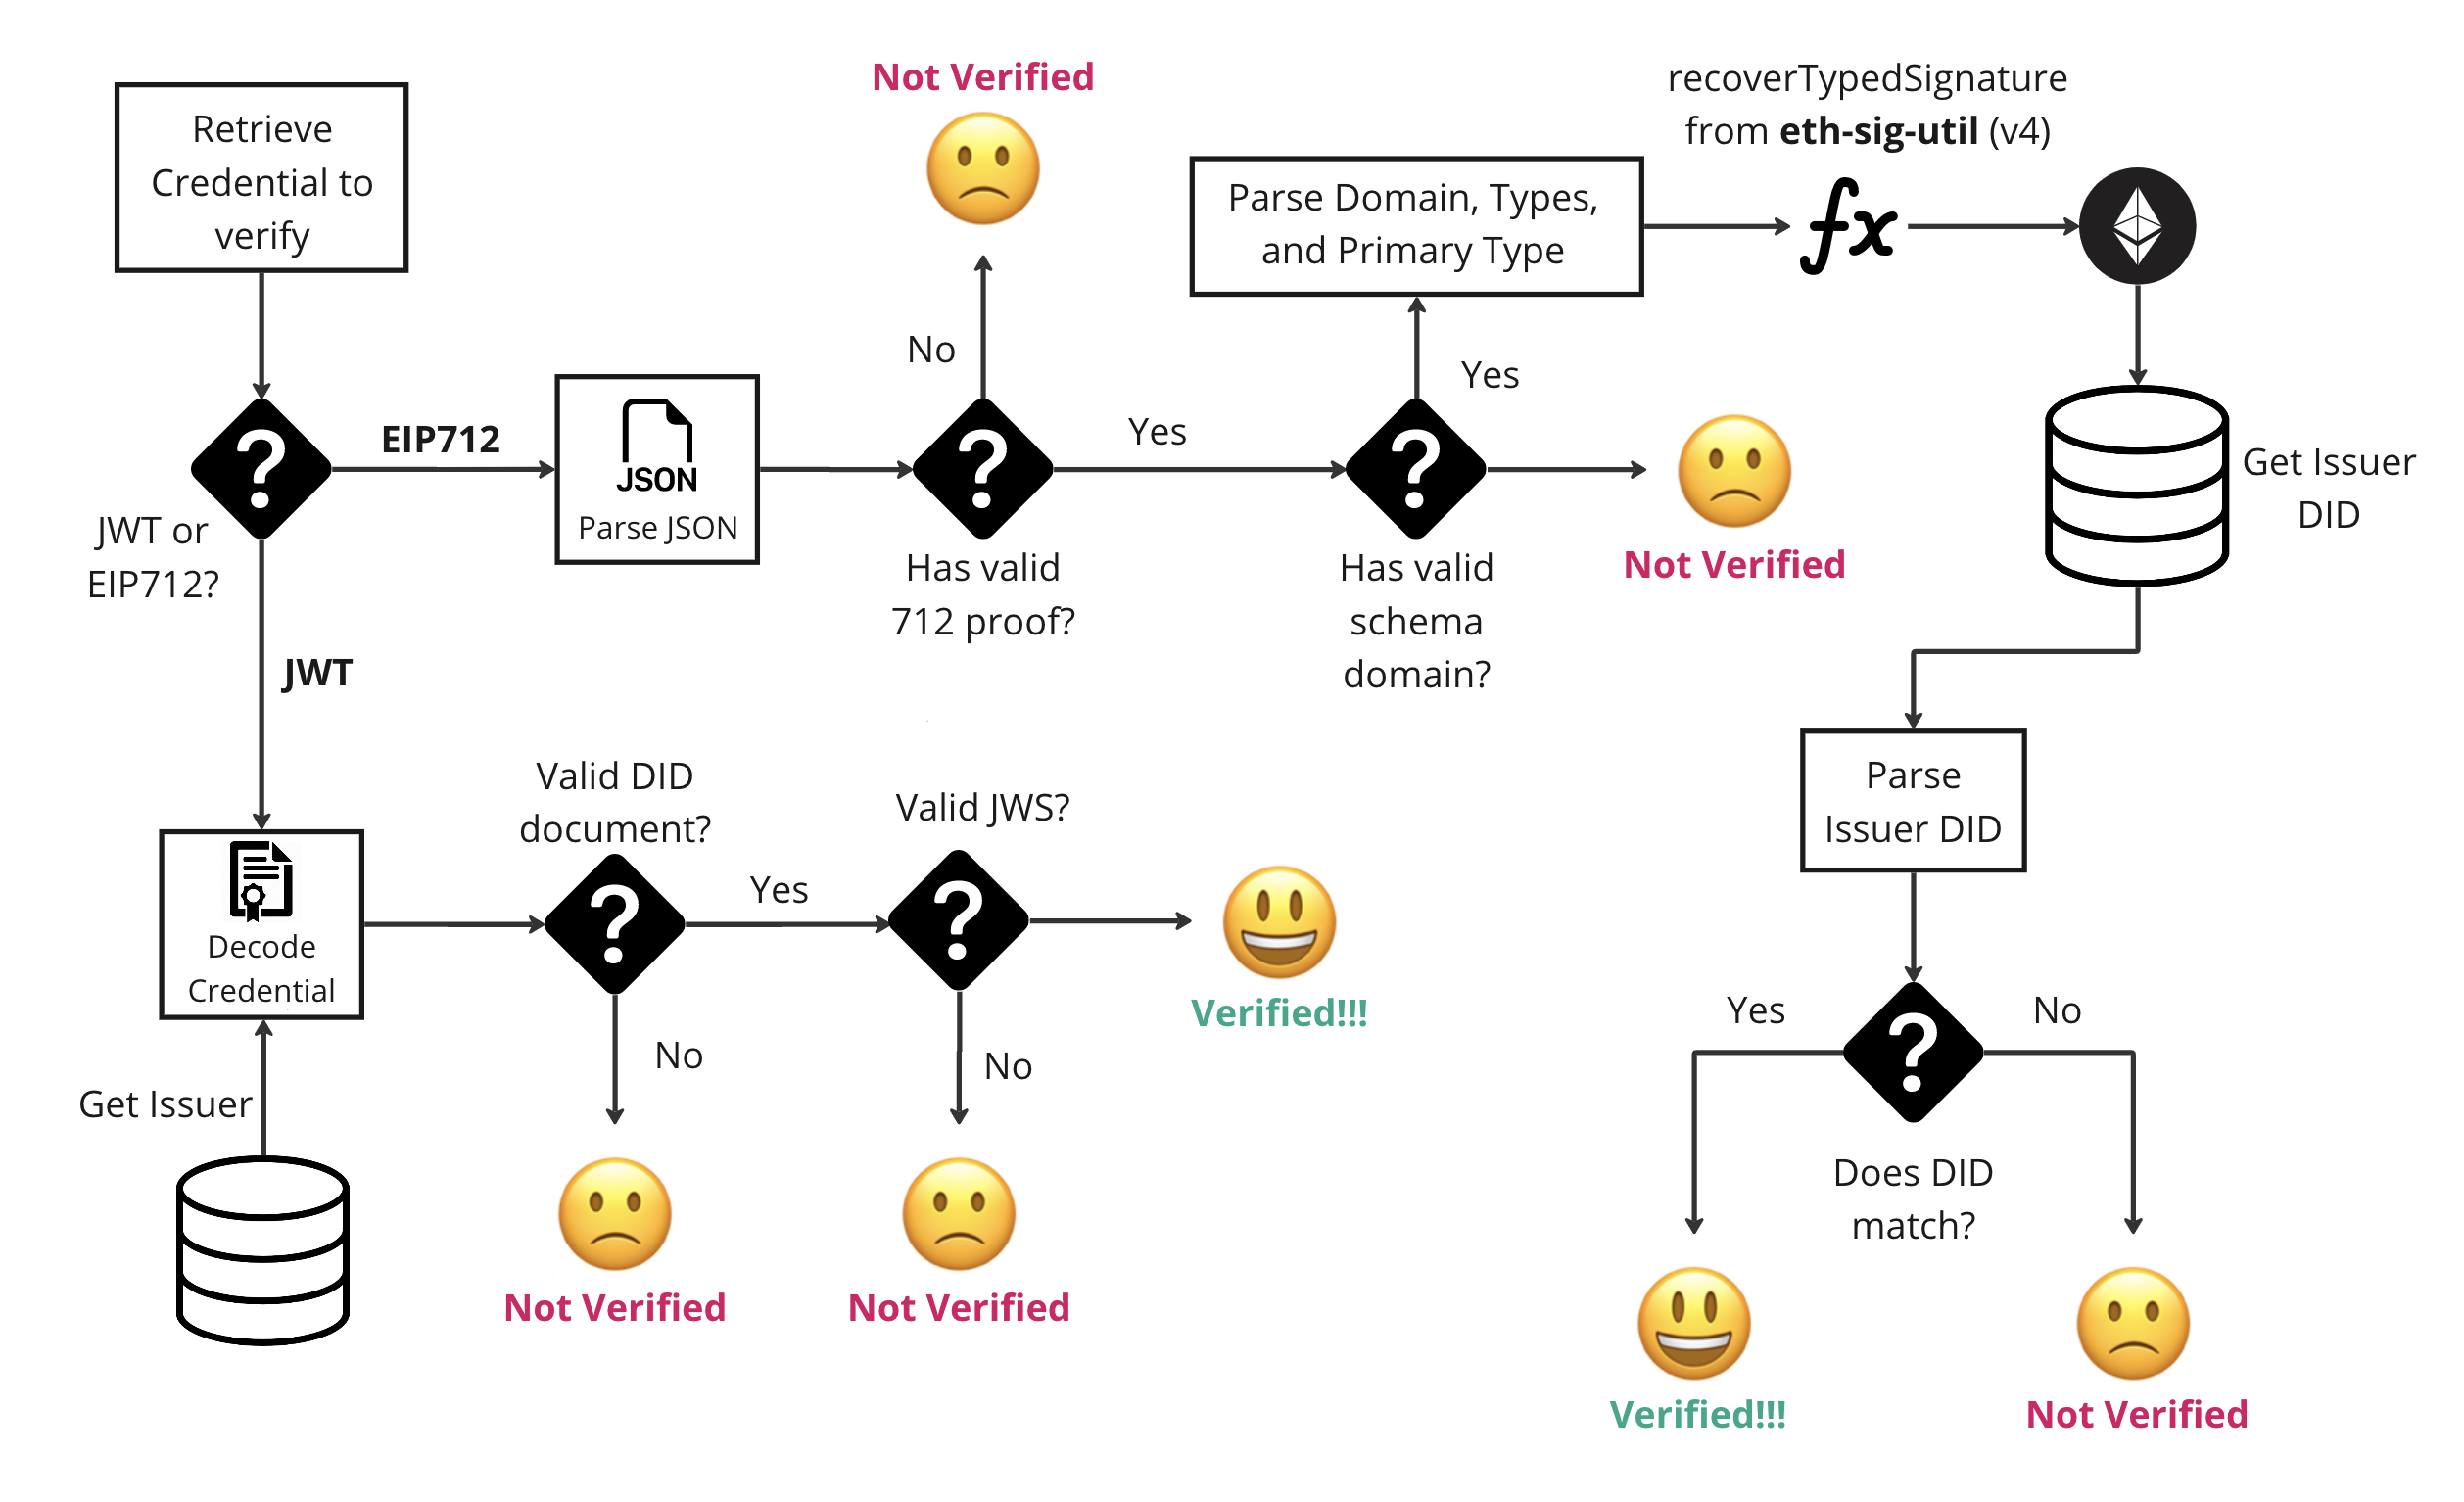 Retrieve
Credential to
verify
JWT or
EIP712?
EIP712
JWT
JSON
Parse JSON
Not Verified
No
Has valid
712 proof?
Yes
Has valid
schema
domain?
Yes
Not Verified
Parse Domain, Types,
and Primary Type
recoverTypedSignature
from eth-sig-util (v4)
fx
Get Issuer
DID
Parse
Issuer DID
Yes
No
Does DID
match?
Verified!!!
Not Verified
Decode
Credential
Get Issuer
Valid DID
document?
Yes
No
Not Verified
Valid JWS?
No
Not Verified
Verified!!!